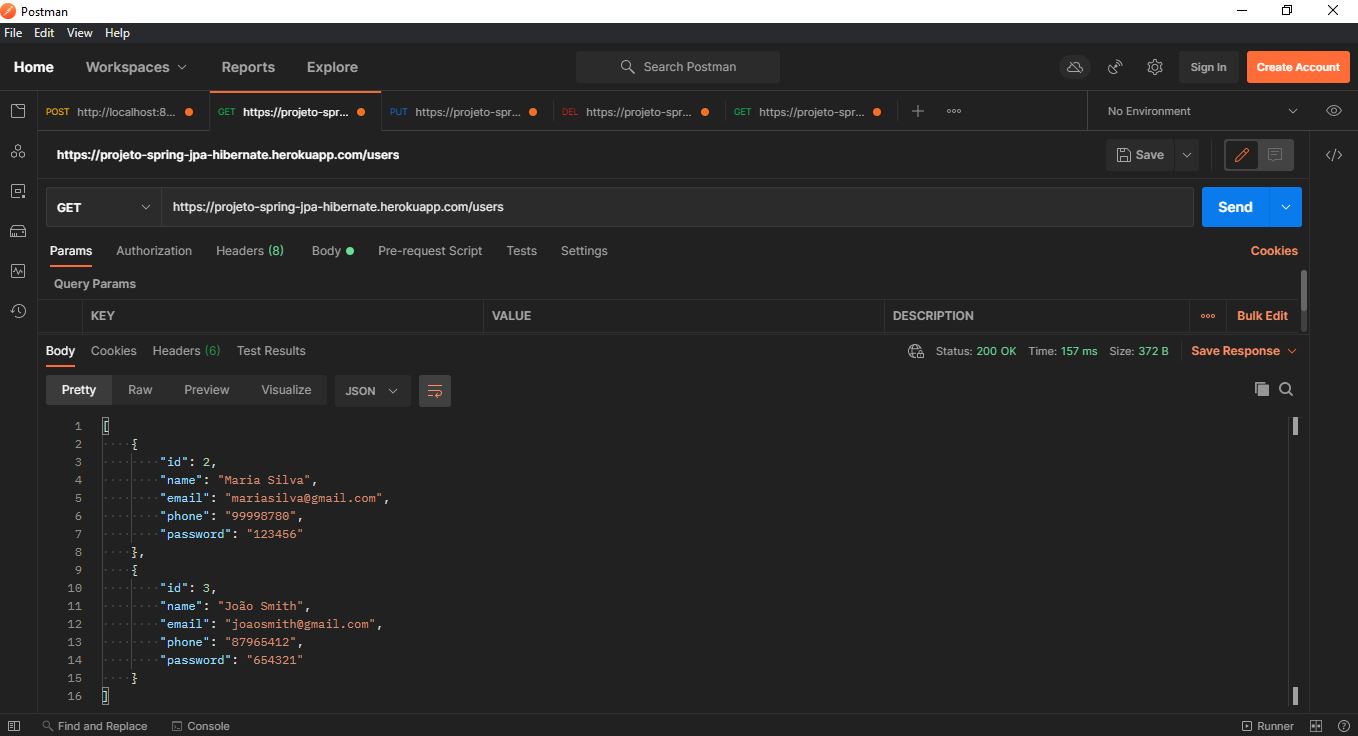 Postman
File Edit View Help
Home Workspaces Reports Explore Search Postman Sign In Create Account
POST http://localhost:8... GET https://projeto-spr... PUT https://projeto-spr... DEL https://projeto-spr... GET https://projeto-spr... No Environment
https://projeto-spring-jpa-hibernate.herokuapp.com/users Save
GET https://projeto-spring-jpa-hibernate.herokuapp.com/users Send
Params Authorization Headers (8) Body Pre-request Script Tests Settings Cookies
Query Params
KEY VALUE DESCRIPTION Bulk Edit
Body Cookies Headers (6) Test Results Status: 200 OK Time: 157 ms Size: 372 B Save Response
Pretty Raw Preview Visualize JSON
1 [
2 {
3 "id": 2,
4 "name": "Maria Silva",
5 "email": "mariasilva@gmail.com",
6 "phone": "99998780",
7 "password": "123456"
8 },
9 {
10 "id": 3,
11 "name": "João Smith",
12 "email": "joaosmith@gmail.com",
13 "phone": "87965412",
14 "password": "654321"
15 }
16 ]
Find and Replace Console Runner